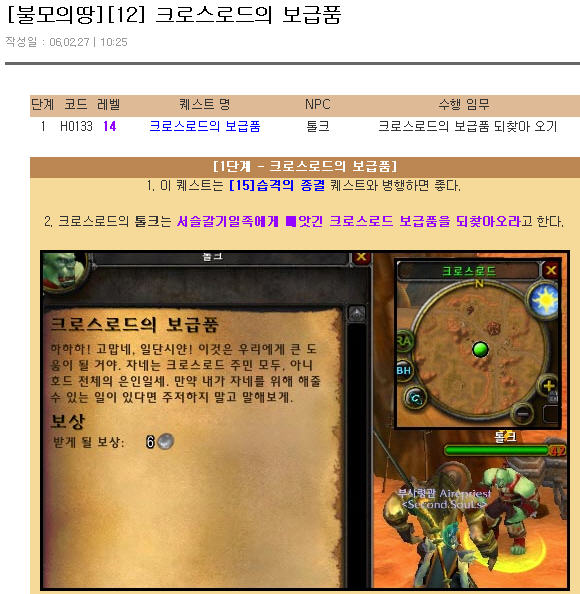 [불모의땅][12] 크로스로드의 보급품
작성일 : 06.02.27 | 10:25
단계 코드 레벨 퀘스트 명 NPC 수행 임무
1 H0133 14 크로스로드의 보급품 톨크 크로스로드의 보급품 되찾아 오기
[1단계 - 크로스로드의 보급품]
1. 이 퀘스트는 [15]습격의 종결 퀘스트와 병행하면 좋다.
2. 크로스로드의 톨크는 서슬갈기일족에게 빼앗긴 크로스로드 보급품을 되찾아오라고 한다.
톨크
크로스로드의 보급품
하하하! 고맙네, 일단시얀! 이것은 우리에게 큰 도
움이 될 거야. 자네는 크로스로드 주민 모두, 아니
호드 전체의 은인일세. 만약 내가 자네를 위해 해줄
수 있는 일이 있다면 주저하지 말고 말해보게.
보상
받게 될 보상: 6
크로스로드
N
RA
BH
C
톨크
42
부사령관 Airepriest
<Second.SouLs>